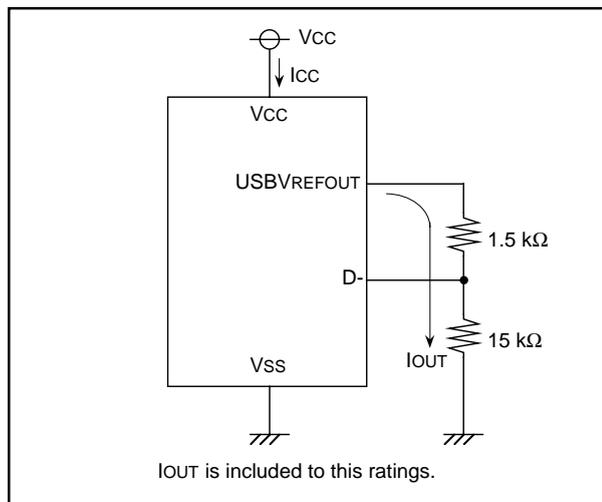 VCC
ICC
VCC
USBVREFOUT
1.5 kΩ
D-
15 kΩ
IOUT
VSS
IOUT is included to this ratings.